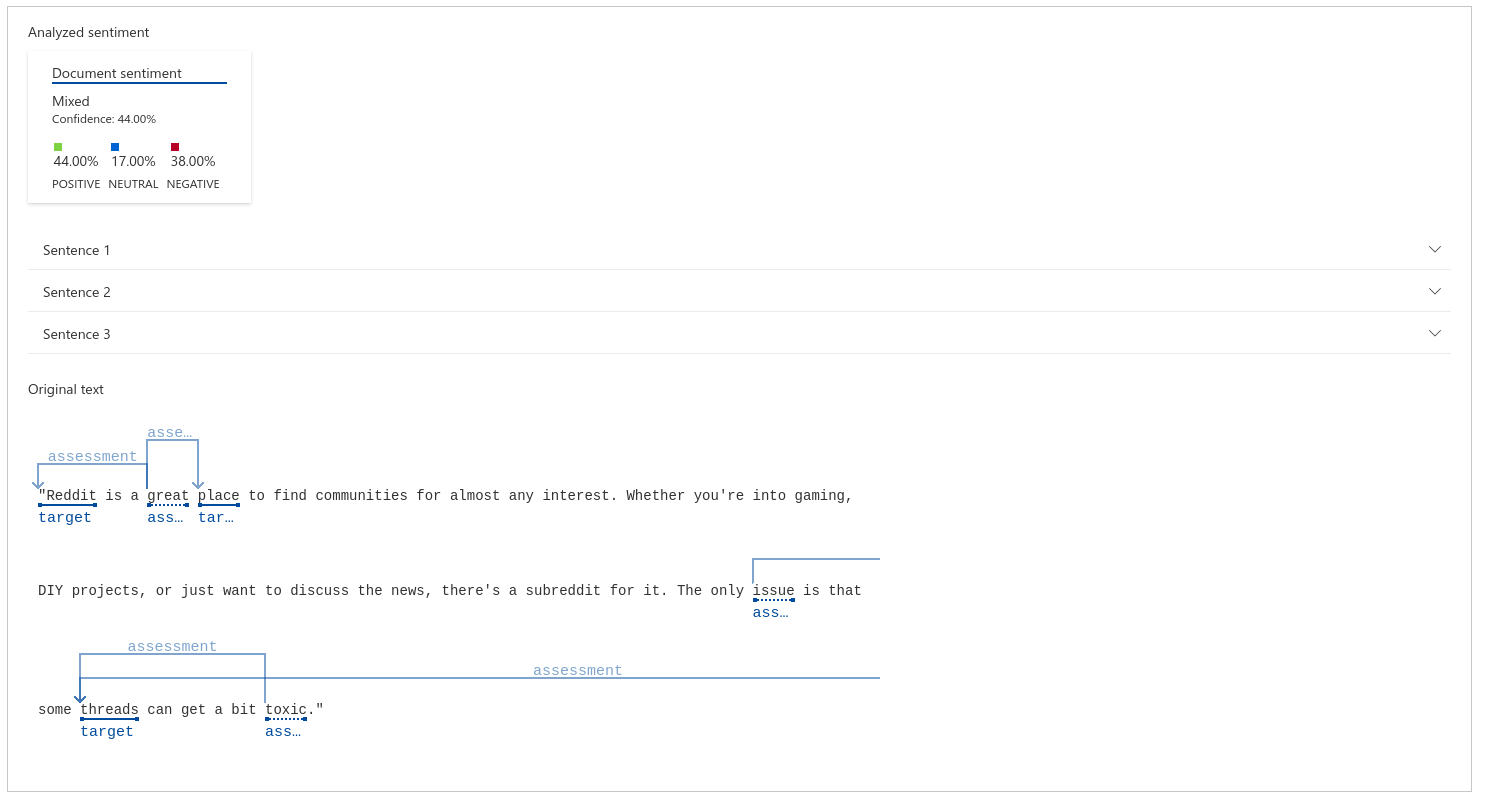 Analyzed sentiment
Document sentiment
Mixed
Confidence: 44.00%
44.00% 17.00% 38.00%
POSITIVE NEUTRAL NEGATIVE
Sentence 1
Sentence 2
Sentence 3
Original text
asse…
assessment
"Reddit is a great place to find communities for almost any interest. Whether you're into gaming,
target ass… tar…
DIY projects, or just want to discuss the news, there's a subreddit for it. The only issue is that
ass…
assessment
assessment
some threads can get a bit toxic."
target ass…